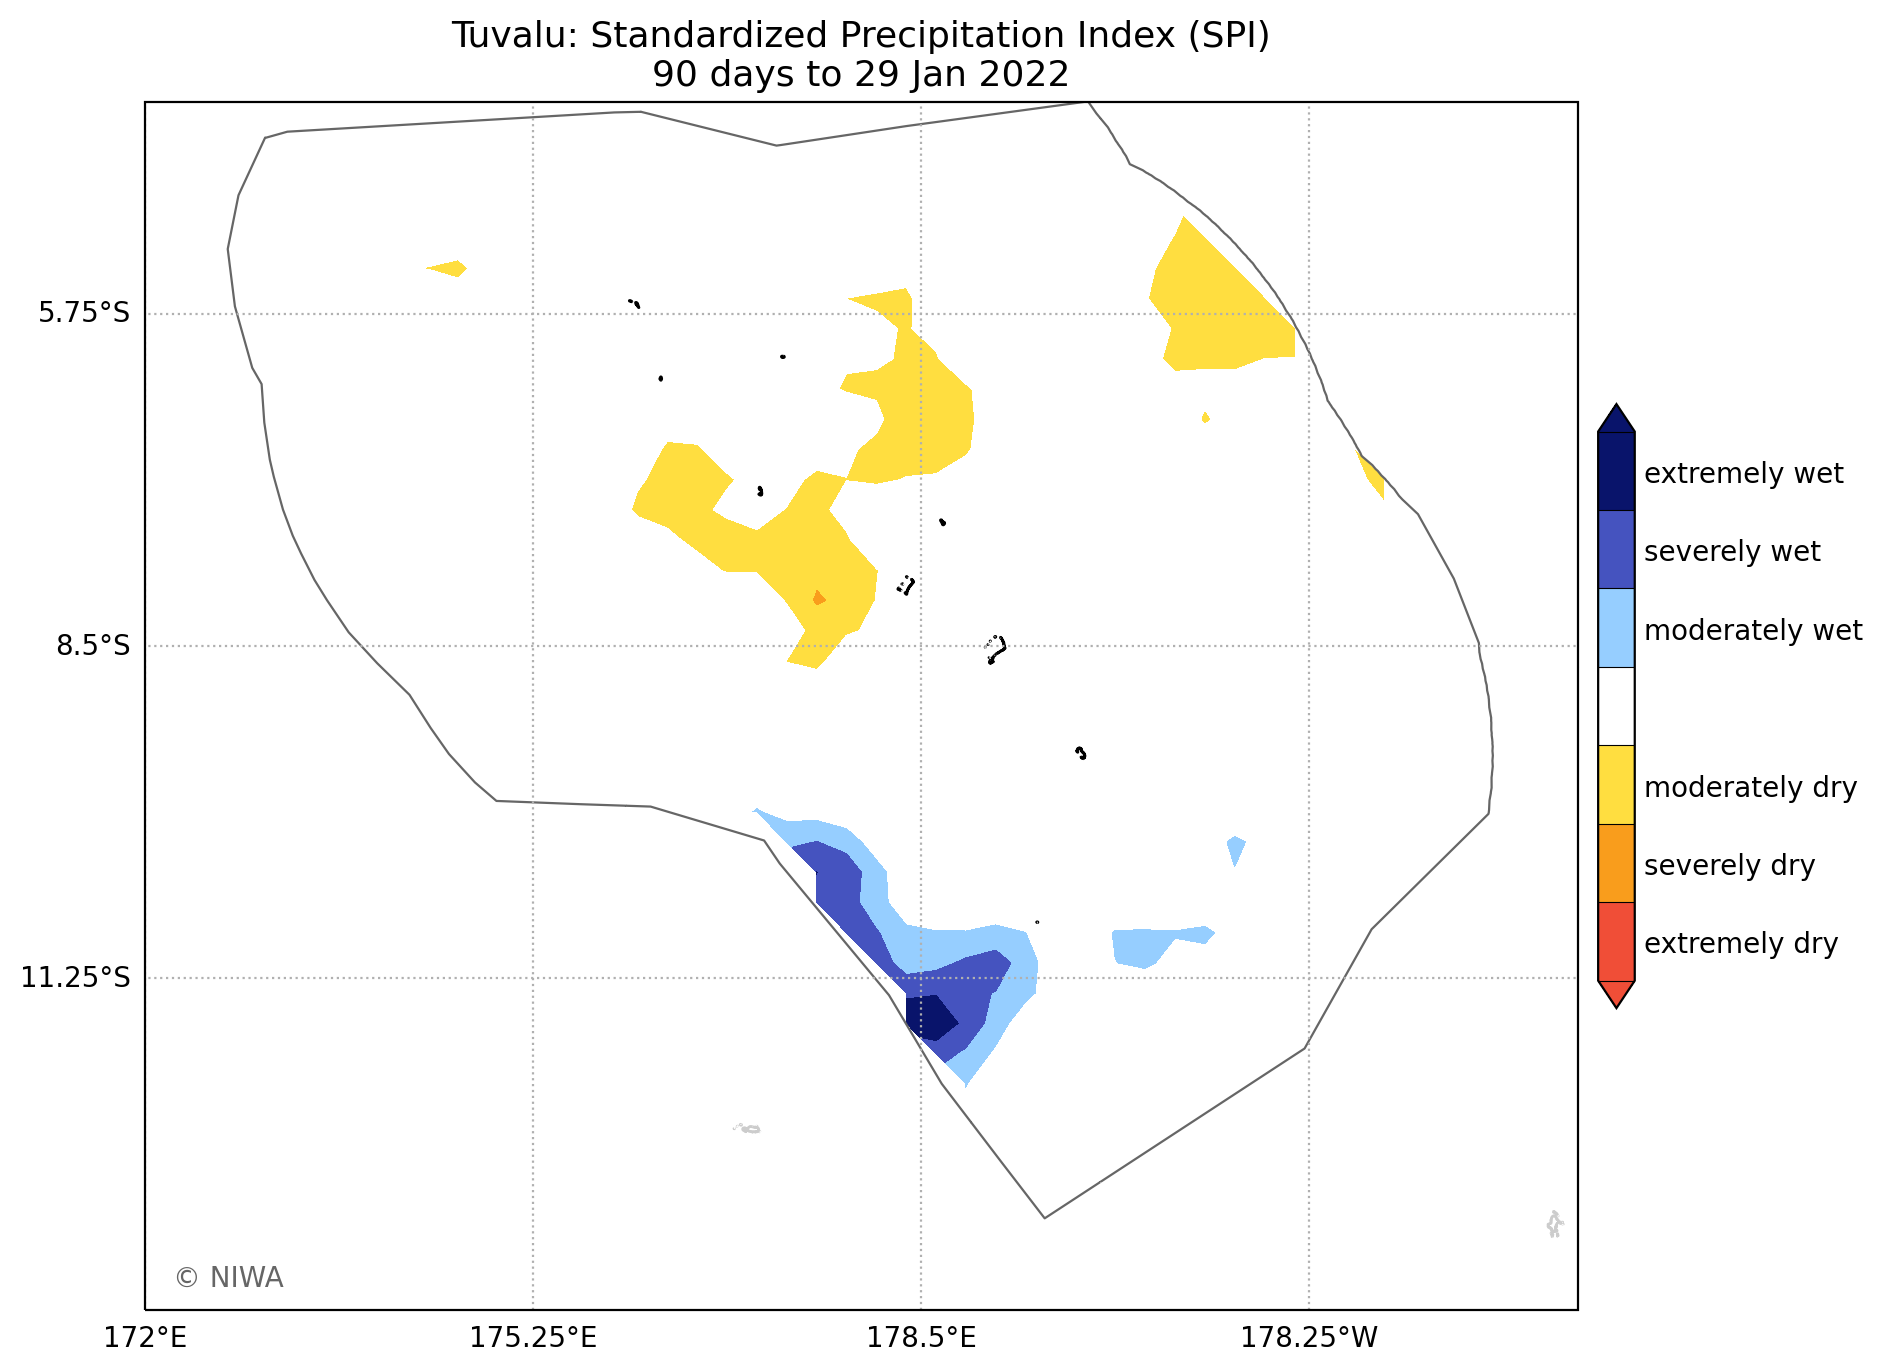 Tuvalu: Standardized Precipitation Index (SPI)
90 days to 29 Jan 2022
5.75°S
8.5°S
11.25°S
172°E
175.25°E
178.5°E
178.25°W
extremely wet
severely wet
moderately wet
moderately dry
severely dry
extremely dry
© NIWA